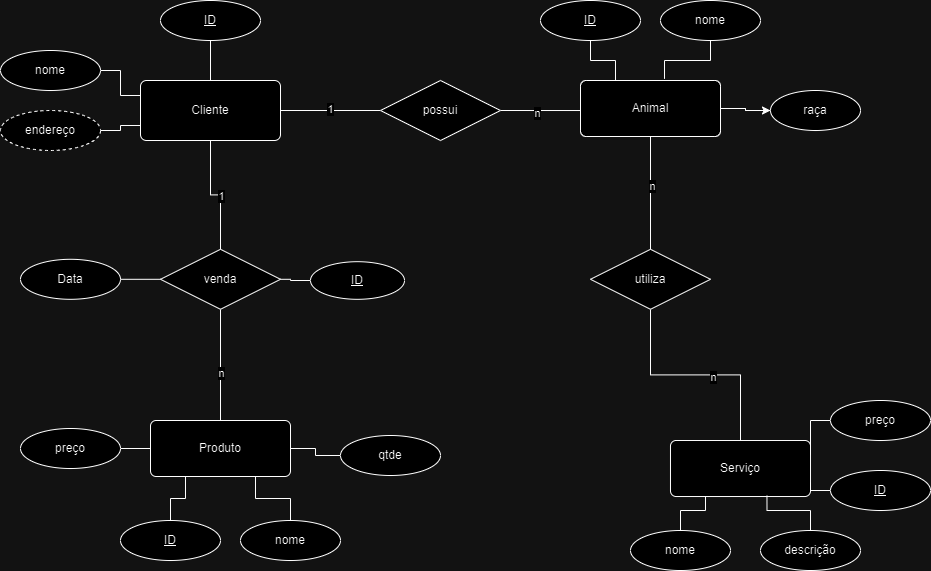 ID
ID
nome
nome
Cliente
1
possui
n
Animal
raça
endereço
n
1
Data
venda
ID
utiliza
n
n
preço
preço
Produto
qtde
Serviço
ID
ID
nome
nome
descrição